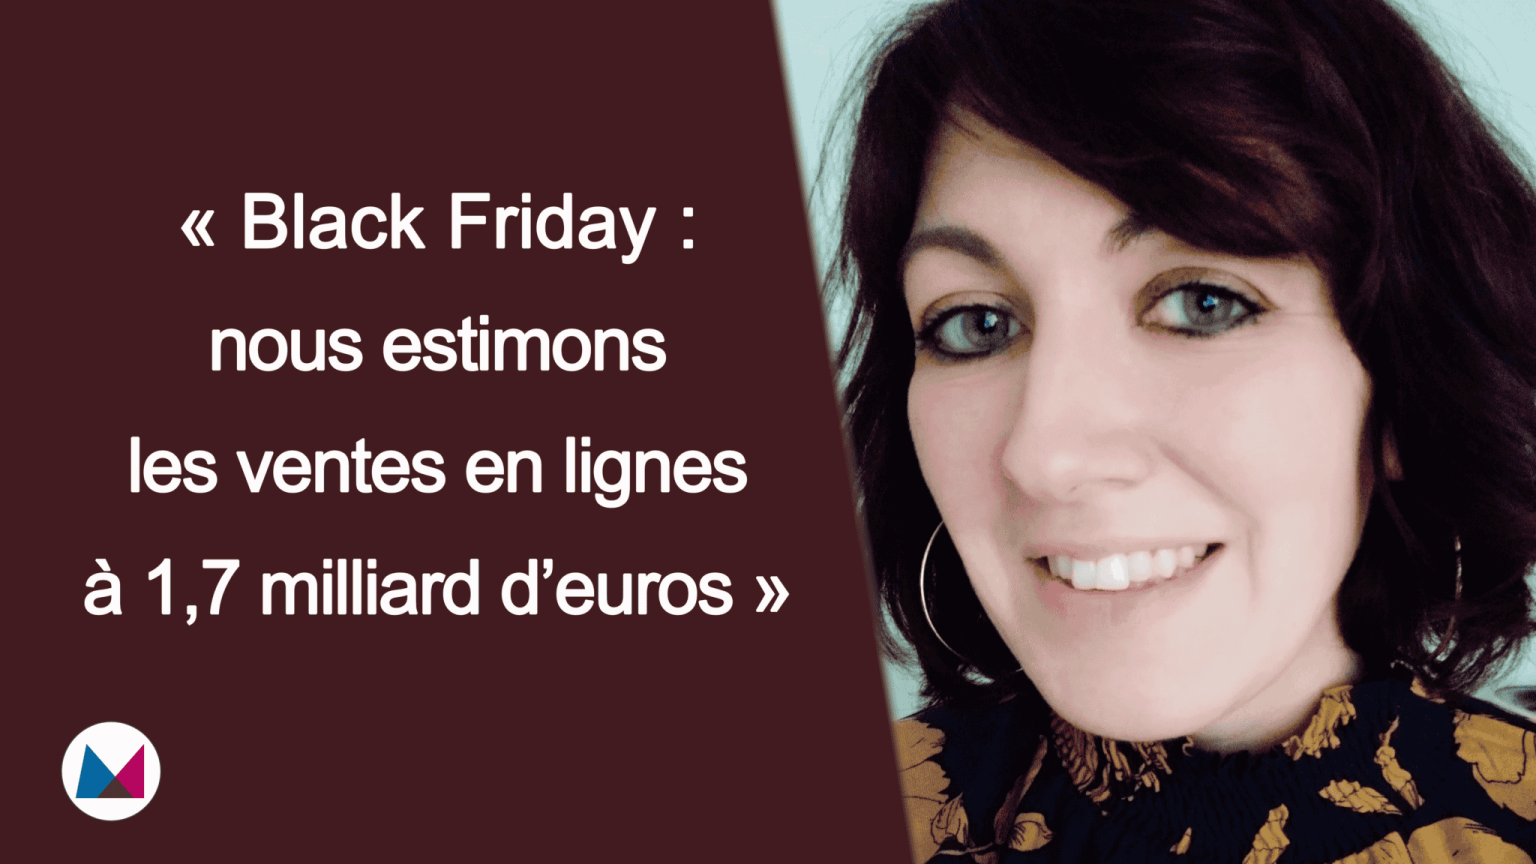 « Black Friday :
nous estimons
les ventes en lignes
à 1,7 milliard d’euros »